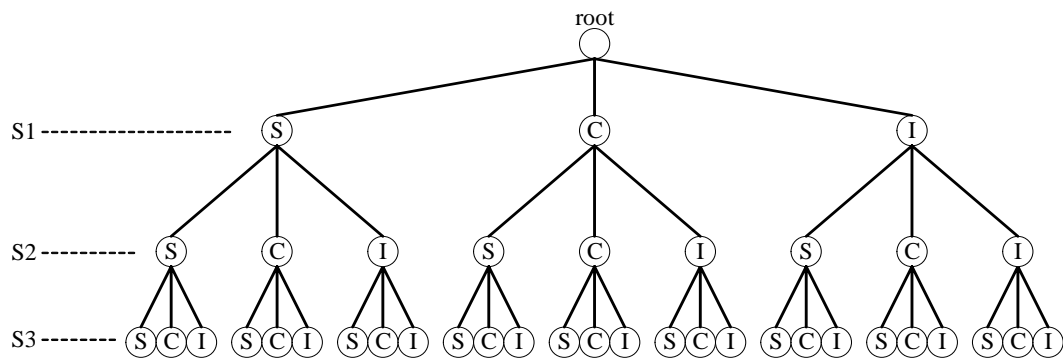 root
S1 S C I
S2 S C I S C I S C I
S3 S C I S C I S C I S C I S C I S C I S C I S C I S C I